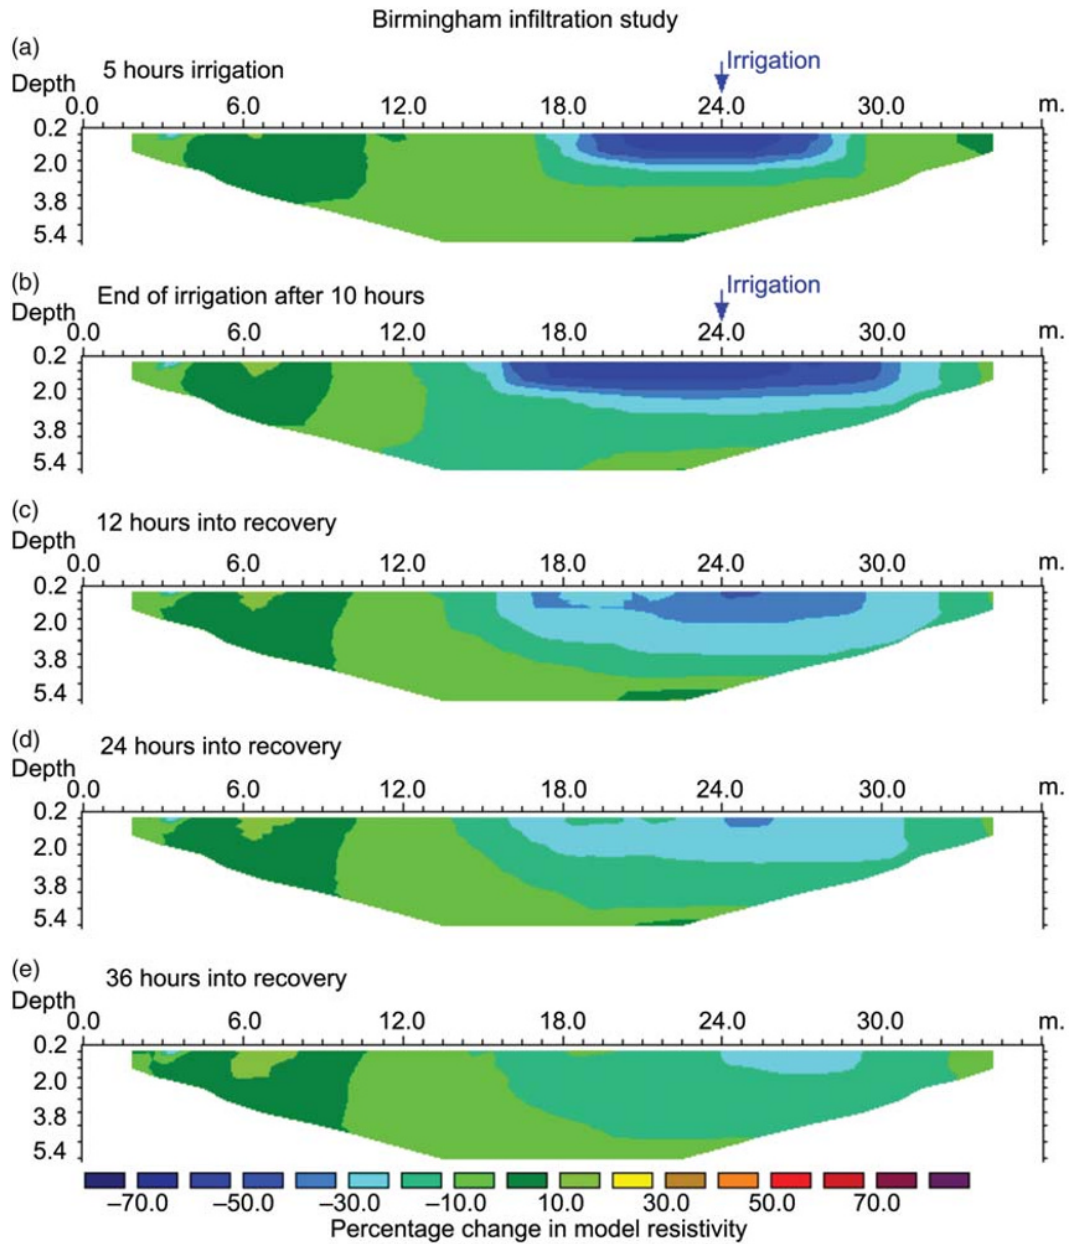 Birmingham infiltration study
(a)
Depth
5 hours irrigation
Irrigation
0.0 6.0 12.0 18.0 24.0 30.0 m.
0.2
2.0
3.8
5.4
(b)
Depth
End of irrigation after 10 hours
Irrigation
0.0 6.0 12.0 18.0 24.0 30.0 m.
0.2
2.0
3.8
5.4
(c)
Depth
12 hours into recovery
0.0 6.0 12.0 18.0 24.0 30.0 m.
0.2
2.0
3.8
5.4
(d)
Depth
24 hours into recovery
0.0 6.0 12.0 18.0 24.0 30.0 m.
0.2
2.0
3.8
5.4
(e)
Depth
36 hours into recovery
0.0 6.0 12.0 18.0 24.0 30.0 m.
0.2
2.0
3.8
5.4
–70.0 –50.0 –30.0 –10.0 10.0 30.0 50.0 70.0
Percentage change in model resistivity